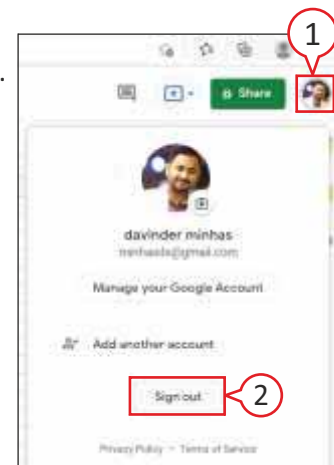 1
Share
davinder minhas
Manage your Google Account
Add another account
Sign out
2
Privacy Policy • Terms of Service